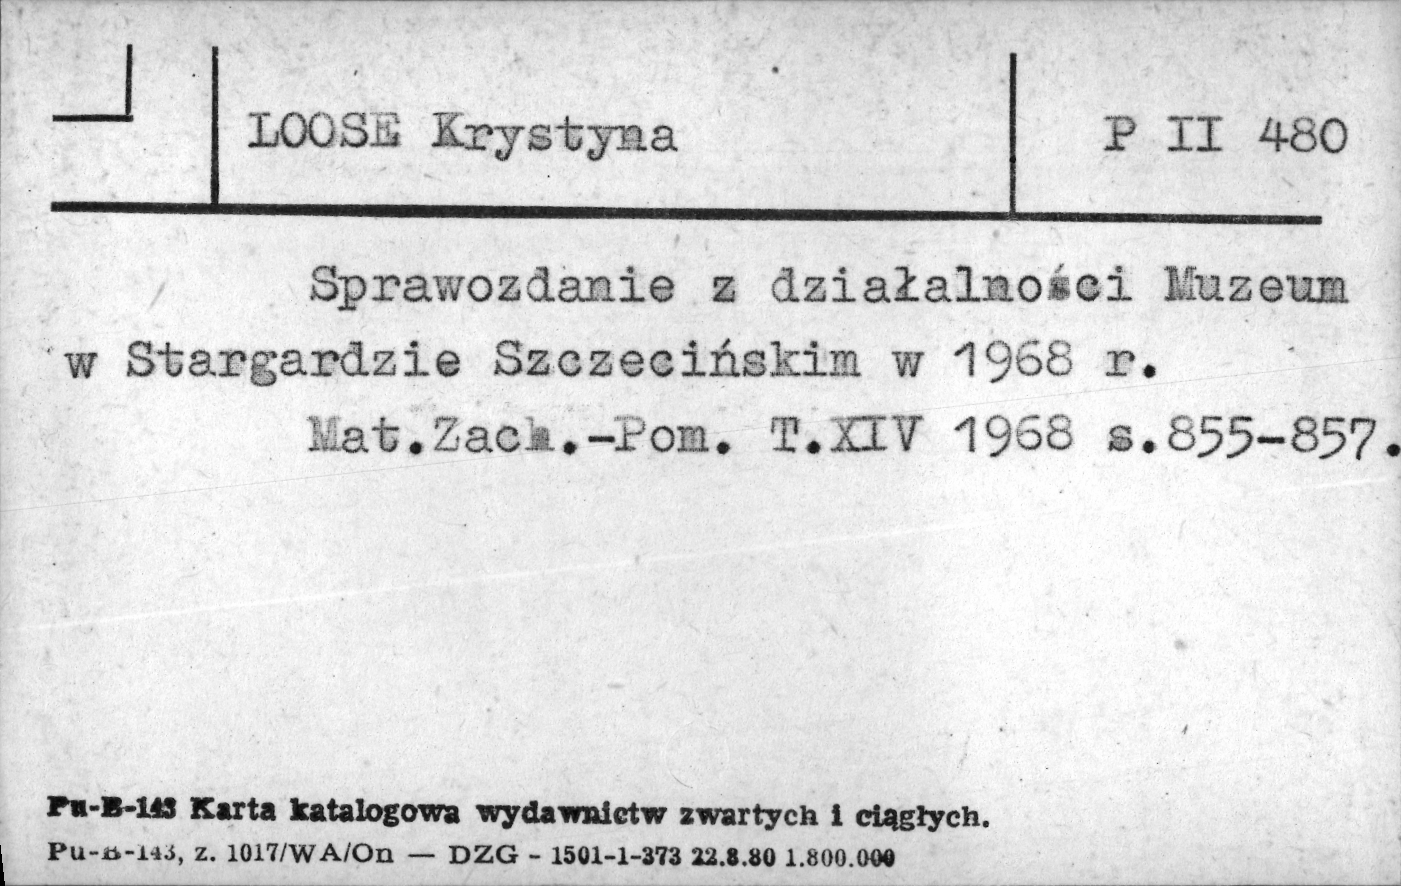 LOOSE Krystyna
P II 480
Sprawozdanie z działalności Muzeum
w Stargardzie Szczecińskim w 1968 r.
Mat.Zach.-Pom. T.XIV 1968 s.855-857.
Pu-B-143 Karta katalogowa wydawnictw zwartych i ciągłych.
Pu-B-143, z. 1017/WA/On — DZG - 1501-1-373 22.8.80 1.800.000